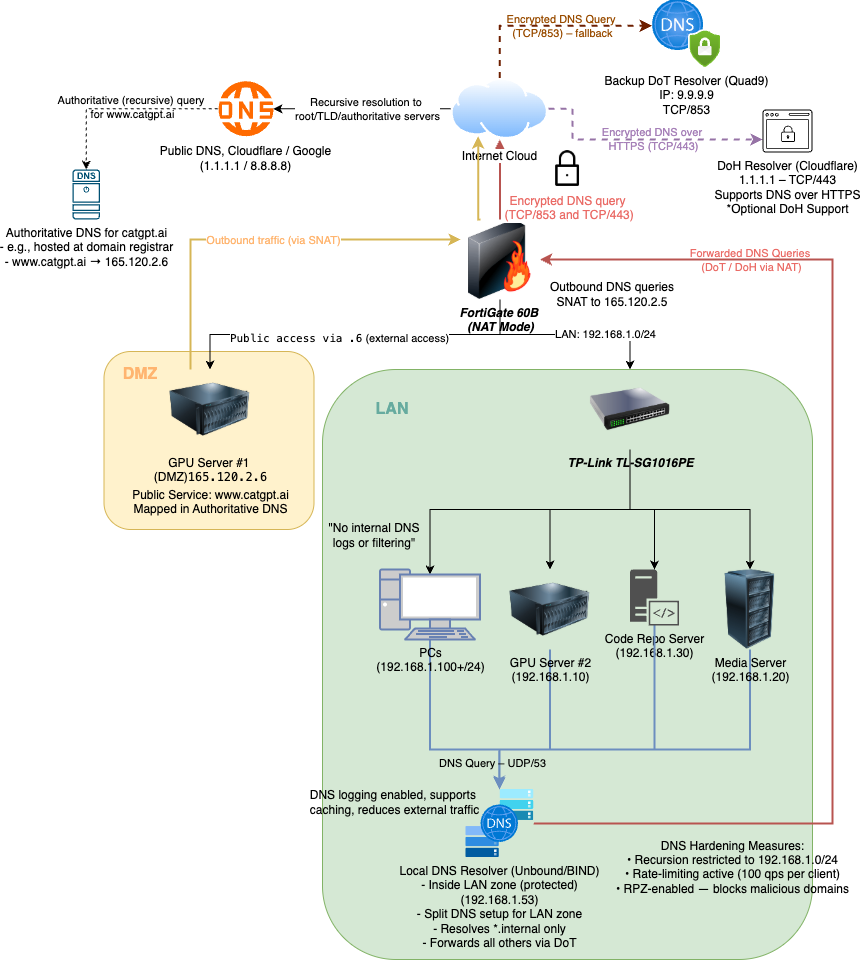 Encrypted DNS Query
(TCP/853) – fallback
DNS
Backup DoT Resolver (Quad9)
IP: 9.9.9.9
TCP/853
Authoritative (recursive) query
for www.catgpt.ai
DNS
Recursive resolution to
root/TLD/authoritative servers
Internet Cloud
Encrypted DNS over
HTTPS (TCP/443)
Public DNS, Cloudflare / Google
(1.1.1.1 / 8.8.8.8)
DoH Resolver (Cloudflare)
1.1.1.1 – TCP/443
Supports DNS over HTTPS
*Optional DoH Support
DNS
Authoritative DNS for catgpt.ai
- e.g., hosted at domain registrar
- www.catgpt.ai → 165.120.2.6
Encrypted DNS query
(TCP/853 and TCP/443)
Outbound traffic (via SNAT)
Forwarded DNS Queries
(DoT / DoH via NAT)
Outbound DNS queries
SNAT to 165.120.2.5
FortiGate 60B
(NAT Mode)
Public access via .6 (external access)
LAN: 192.168.1.0/24
DMZ
GPU Server #1
(DMZ)165.120.2.6
Public Service: www.catgpt.ai
Mapped in Authoritative DNS
LAN
TP-Link TL-SG1016PE
"No internal DNS
logs or filtering"
PCs
(192.168.1.100+/24)
GPU Server #2
(192.168.1.10)
</>
Code Repo Server
(192.168.1.30)
Media Server
(192.168.1.20)
DNS Query – UDP/53
DNS logging enabled, supports
caching, reduces external traffic
DNS
Local DNS Resolver (Unbound/BIND)
- Inside LAN zone (protected)
(192.168.1.53)
- Split DNS setup for LAN zone
- Resolves *.internal only
- Forwards all others via DoT
DNS Hardening Measures:
• Recursion restricted to 192.168.1.0/24
• Rate-limiting active (100 qps per client)
• RPZ-enabled — blocks malicious domains